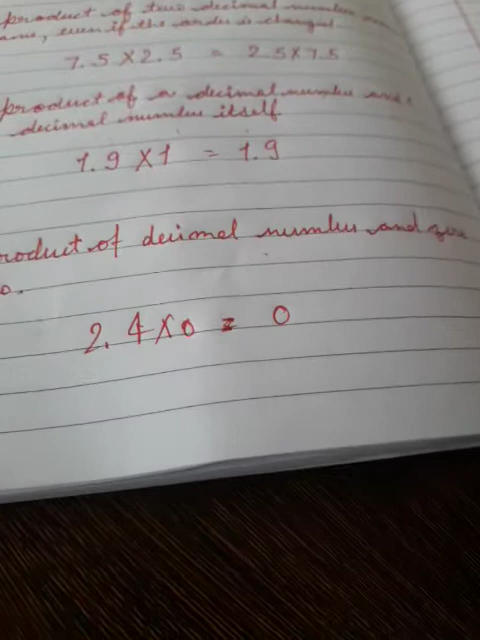 product of two decimal number are
same, even if the order is changed
7.5 X 2.5 = 2.5 X 7.5
product of a decimal number and
decimal number itself
1.9 X 1 = 1.9
roduct of decimal number and zero
o.
2.4 X 0 = 0